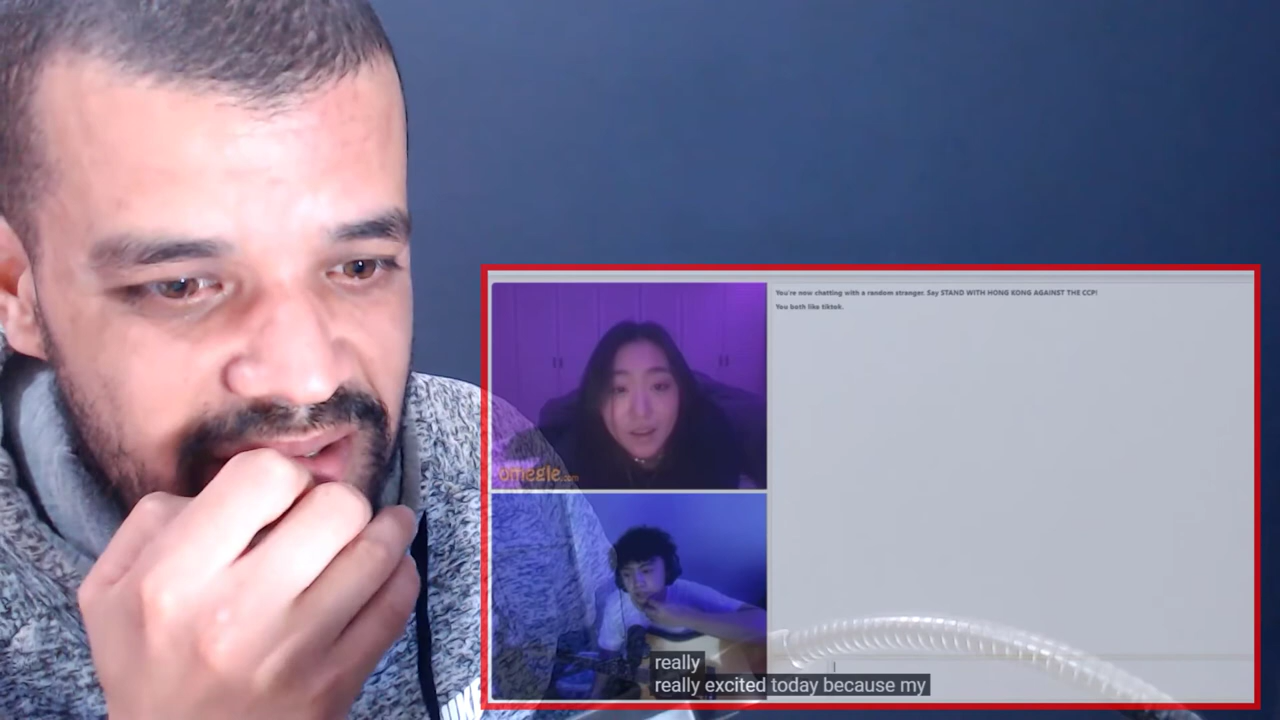 You're now chatting with a random stranger. Say STAND WITH HONG KONG AGAINST THE CCP!
You both like tiktok.
omegle.com
really
really excited today because my